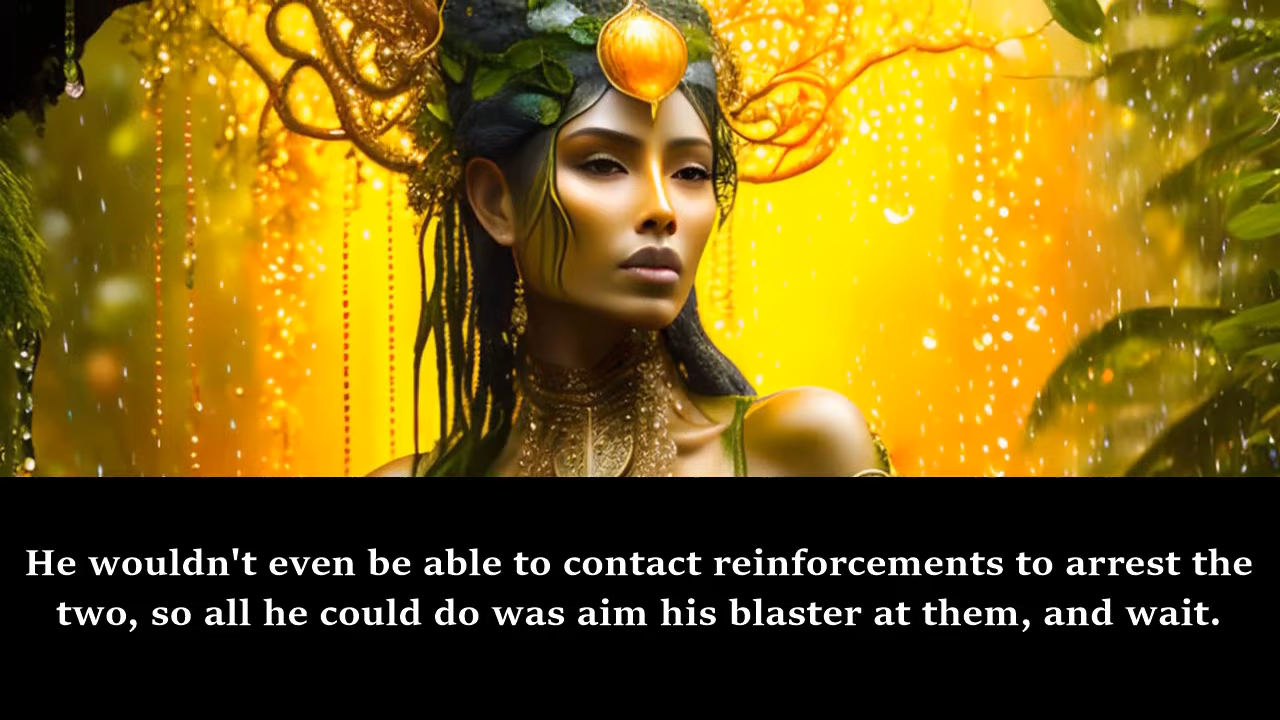 He wouldn't even be able to contact reinforcements to arrest the
two, so all he could do was aim his blaster at them, and wait.